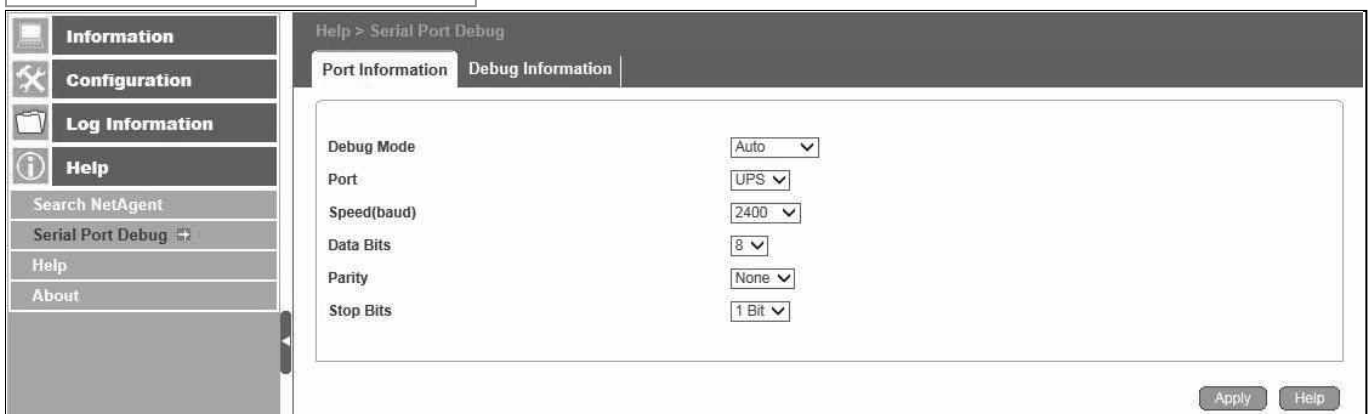 Information
Configuration
Log Information
Help
Search NetAgent
Serial Port Debug
Help
About
Help > Serial Port Debug
Port Information Debug Information
Debug Mode Auto
Port UPS
Speed(baud) 2400
Data Bits 8
Parity None
Stop Bits 1 Bit
Apply Help